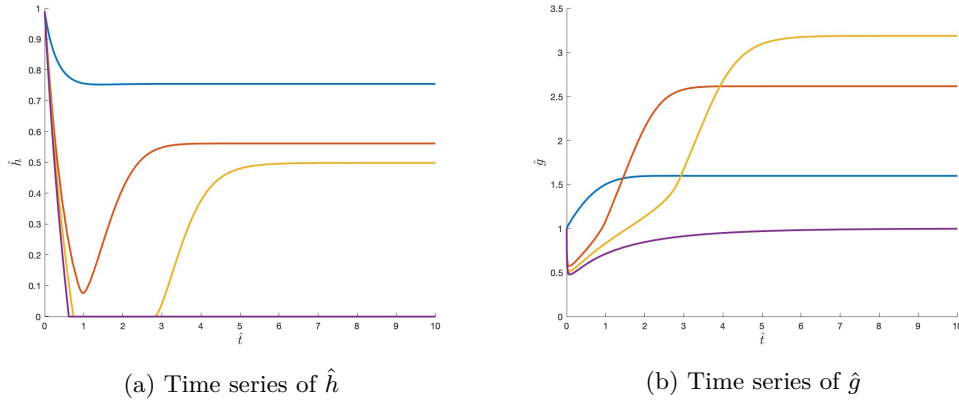 1
0.9
0.8
0.7
0.6
0.5
0.4
0.3
0.2
0.1
0
ĥ
0 1 2 3 4 5 6 7 8 9 10
t̂
(a) Time series of ĥ
3.5
3
2.5
2
1.5
1
0.5
0
ĝ
0 1 2 3 4 5 6 7 8 9 10
t̂
(b) Time series of ĝ